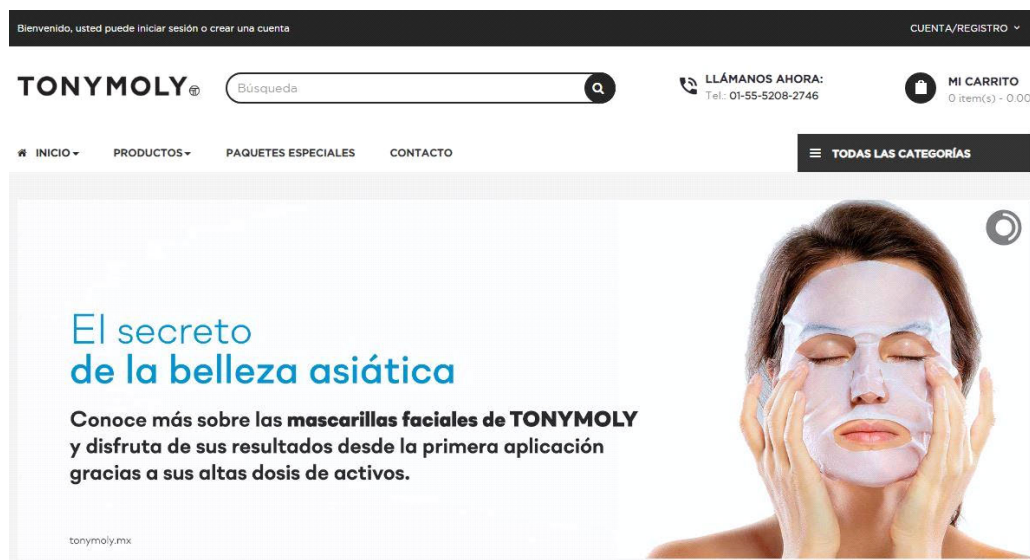 Bienvenido, usted puede iniciar sesión o crear una cuenta
CUENTA/REGISTRO
TONYMOLY
Búsqueda
LLÁMANOS AHORA:
Tel.: 01-55-5208-2746
MI CARRITO
0 item(s) - 0.00
INICIO
PRODUCTOS
PAQUETES ESPECIALES
CONTACTO
TODAS LAS CATEGORÍAS
El secreto
de la belleza asiática
Conoce más sobre las mascarillas faciales de TONYMOLY
y disfruta de sus resultados desde la primera aplicación
gracias a sus altas dosis de activos.
tonymoly.mx